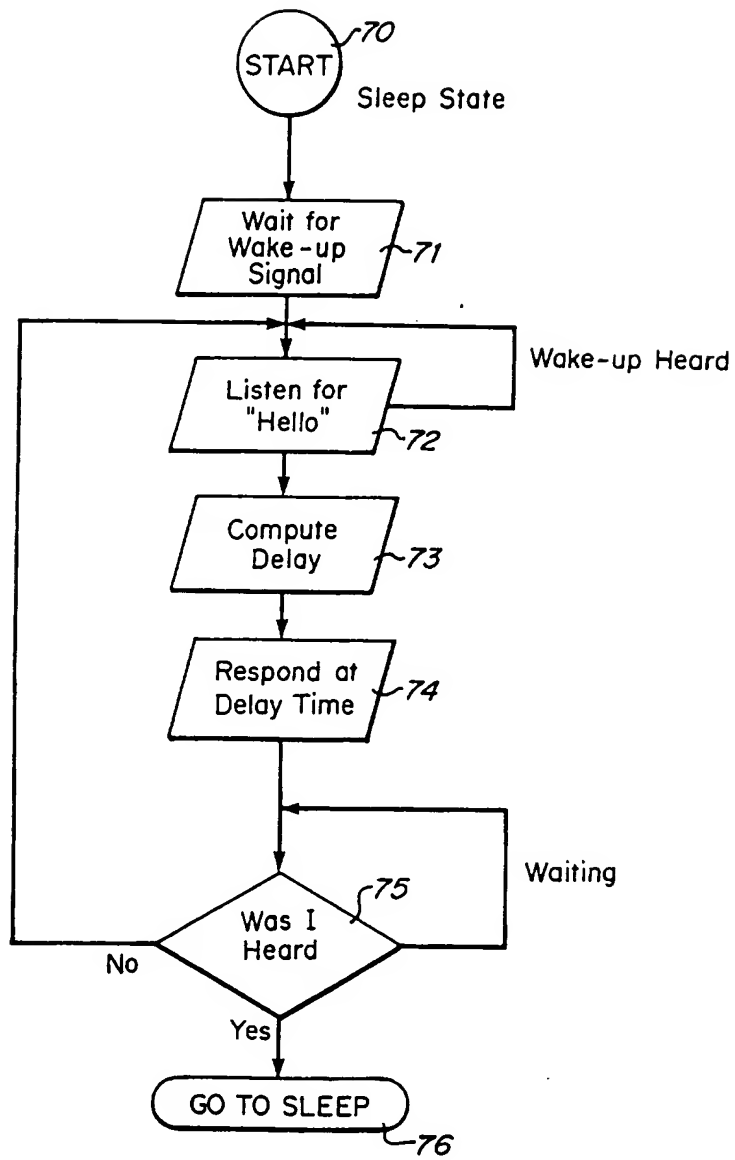 70
START
Sleep State
Wait for
Wake-up
Signal
71
Wake-up Heard
Listen for
"Hello"
72
Compute
Delay
73
Respond at
Delay Time
74
75
Waiting
Was I
Heard
No
Yes
GO TO SLEEP
76